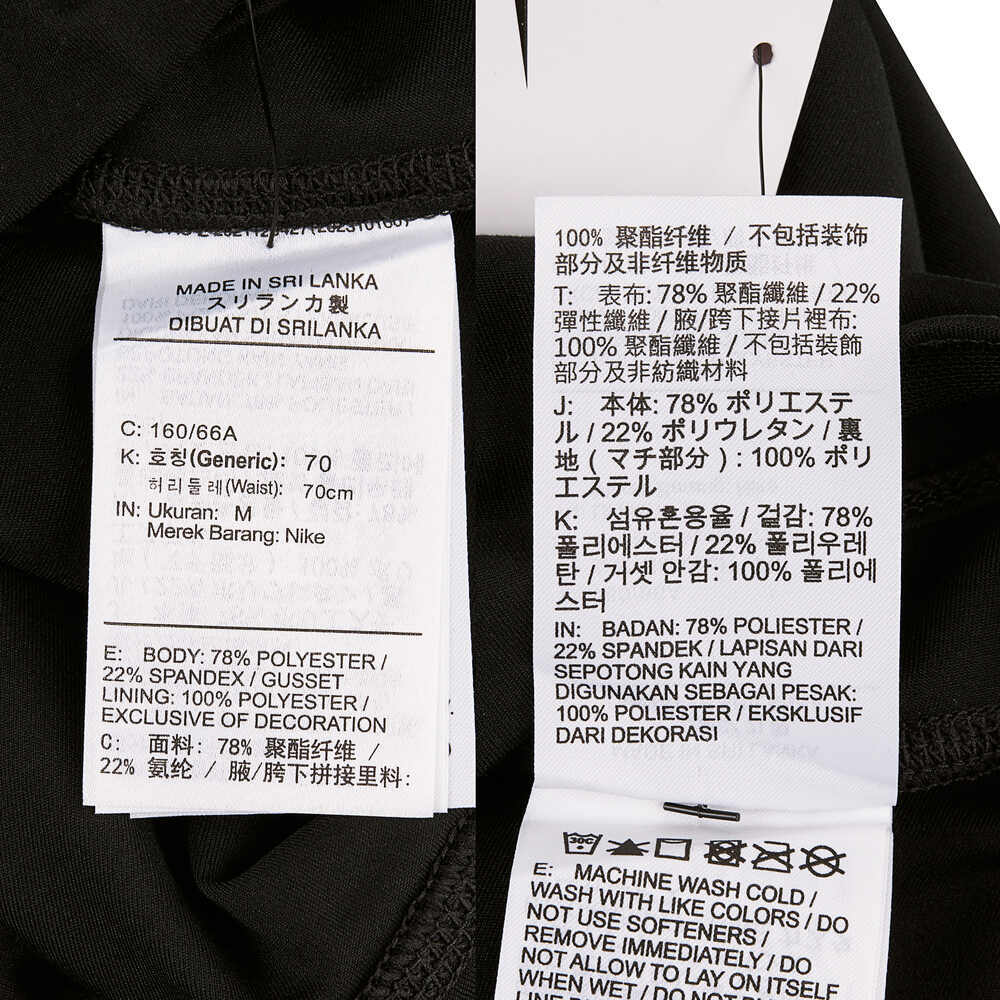 MADE IN SRI LANKA
スリランカ製
DIBUAT DI SRILANKA
C: 160/66A
K: 호칭(Generic): 70
허리둘레(Waist): 70cm
IN: Ukuran: M
Merek Barang: Nike
E: BODY: 78% POLYESTER /
22% SPANDEX / GUSSET
LINING: 100% POLYESTER /
EXCLUSIVE OF DECORATION
C: 面料: 78% 聚酯纤维 /
22% 氨纶 / 腋/胯下拼接里料:
100% 聚酯纤维 / 不包括装饰
部分及非纤维物质
T: 表布: 78% 聚酯纖維 / 22%
彈性纖維 / 腋/跨下接片裡布:
100% 聚酯纖維 / 不包括裝飾
部分及非紡織材料
J: 本体: 78% ポリエステ
ル / 22% ポリウレタン / 裏
地 ( マチ部分 ) : 100% ポリ
エステル
K: 섬유혼용율 / 겉감: 78%
폴리에스터 / 22% 폴리우레
탄 / 거셋 안감: 100% 폴리에
스터
IN: BADAN: 78% POLIESTER /
22% SPANDEK / LAPISAN DARI
SEPOTONG KAIN YANG
DIGUNAKAN SEBAGAI PESAK:
100% POLIESTER / EKSKLUSIF
DARI DEKORASI
30C
E: MACHINE WASH COLD /
WASH WITH LIKE COLORS / DO
NOT USE SOFTENERS /
REMOVE IMMEDIATELY / DO
NOT ALLOW TO LAY ON ITSELF
WHEN WET / DO NOT